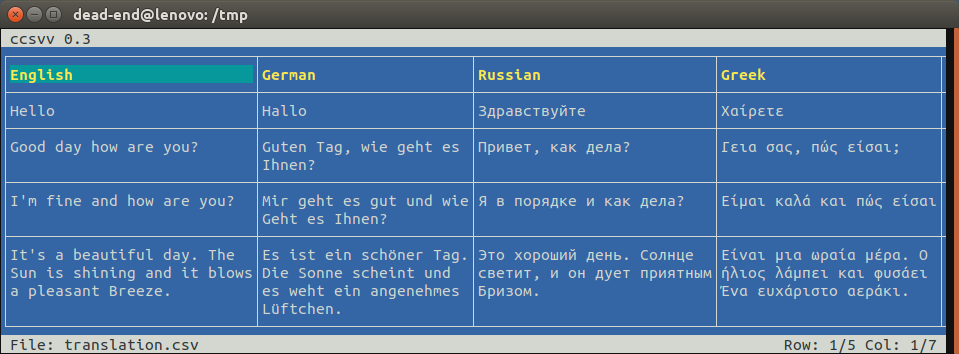 dead-end@lenovo: /tmp
ccsvv 0.3
English German Russian Greek
Hello Hallo Здравствуйте Χαίρετε
Good day how are you? Guten Tag, wie geht es Привет, как дела? Γεια σας, πώς είσαι;
Ihnen?
I'm fine and how are you? Mir geht es gut und wie Я в порядке и как дела? Είμαι καλά και πώς είσαι
Geht es Ihnen?
It's a beautiful day. The Es ist ein schöner Tag. Это хороший день. Солнце Είναι μια ωραία μέρα. Ο
Sun is shining and it blows Die Sonne scheint und светит, и он дует приятным ήλιος λάμπει και φυσάει
a pleasant Breeze. es weht ein angenehmes Бризом. Ένα ευχάριστο αεράκι.
Lüftchen.
File: translation.csv Row: 1/5 Col: 1/7